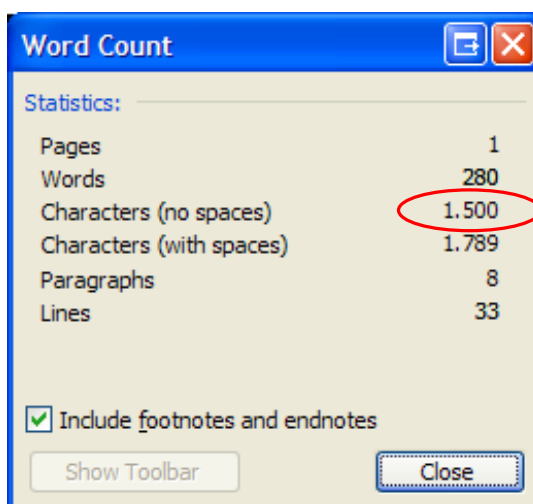 Word Count
Statistics:
Pages 1
Words 280
Characters (no spaces) 1.500
Characters (with spaces) 1.789
Paragraphs 8
Lines 33
Include footnotes and endnotes
Show Toolbar Close